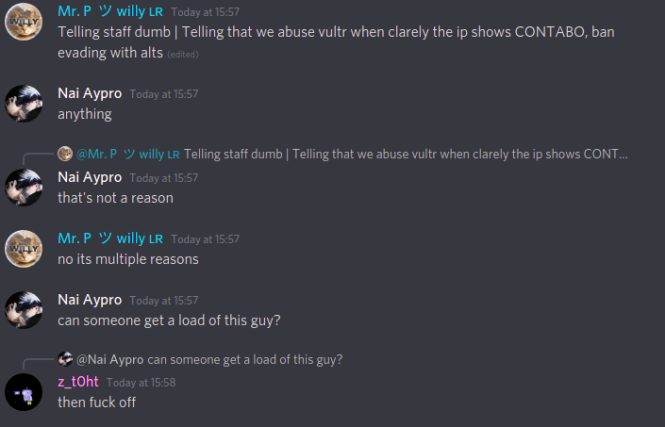 Mr. P ツ willy LR Today at 15:57
Telling staff dumb | Telling that we abuse vultr when clarely the ip shows CONTABO, ban
evading with alts (edited)
Nai Aypro Today at 15:57
anything
@Mr. P ツ willy LR Telling staff dumb | Telling that we abuse vultr when clarely the ip shows CONT...
Nai Aypro Today at 15:57
that's not a reason
Mr. P ツ willy LR Today at 15:57
no its multiple reasons
Nai Aypro Today at 15:57
can someone get a load of this guy?
@Nai Aypro can someone get a load of this guy?
z_t0ht Today at 15:58
then fuck off
WILLY
WILLY